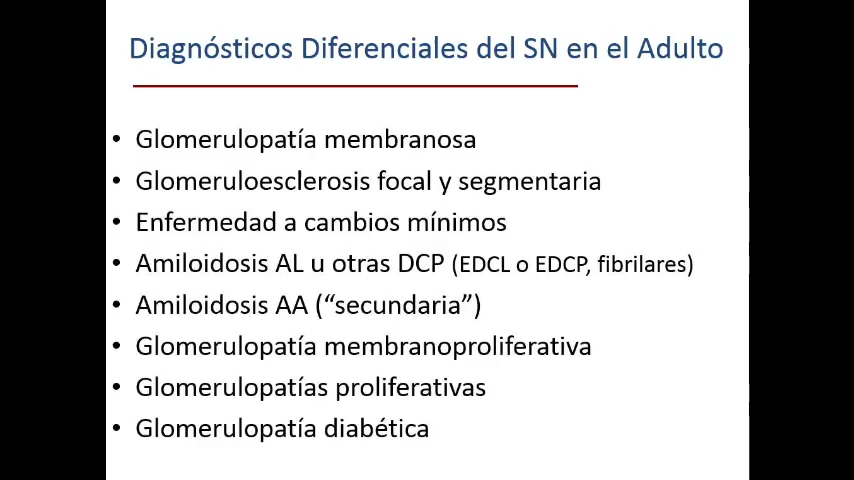 Diagnósticos Diferenciales del SN en el Adulto
• Glomerulopatía membranosa
• Glomeruloesclerosis focal y segmentaria
• Enfermedad a cambios mínimos
• Amiloidosis AL u otras DCP (EDCL o EDCP, fibrilares)
• Amiloidosis AA (“secundaria”)
• Glomerulopatía membranoproliferativa
• Glomerulopatías proliferativas
• Glomerulopatía diabética